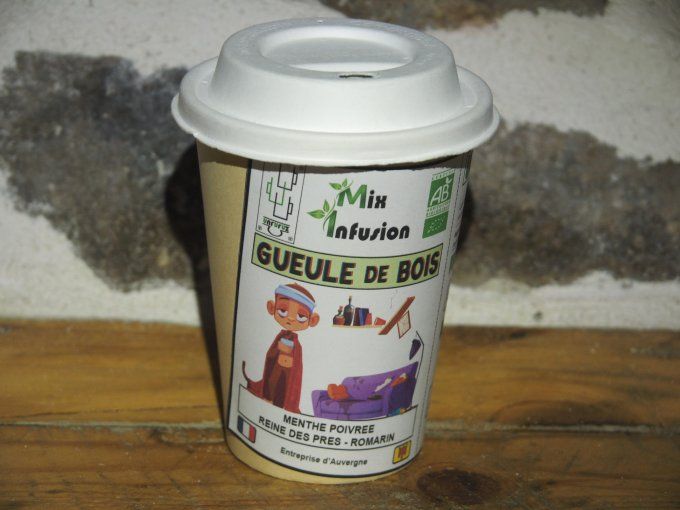 Mix
Infusion
AB
GUEULE DE BOIS
MENTHE POIVREE
REINE DES PRES - ROMARIN
Entreprise d'Auvergne